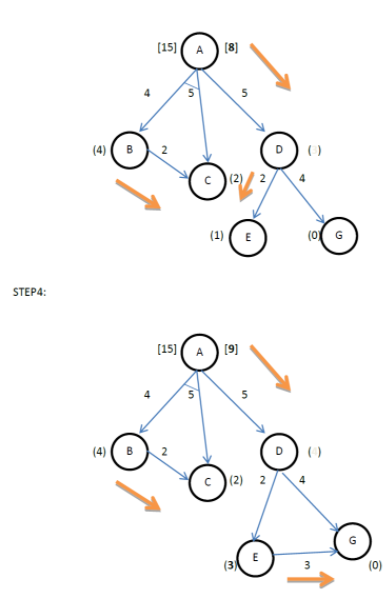 [15] A [8]
4 5 5
(4) B 2 D ( )
C (2) 2 4
(1) E (0) G
STEP4:
[15] A [9]
4 5 5
(4) B 2 D ( )
C (2) 2 4
G
(3) E 3 (0)